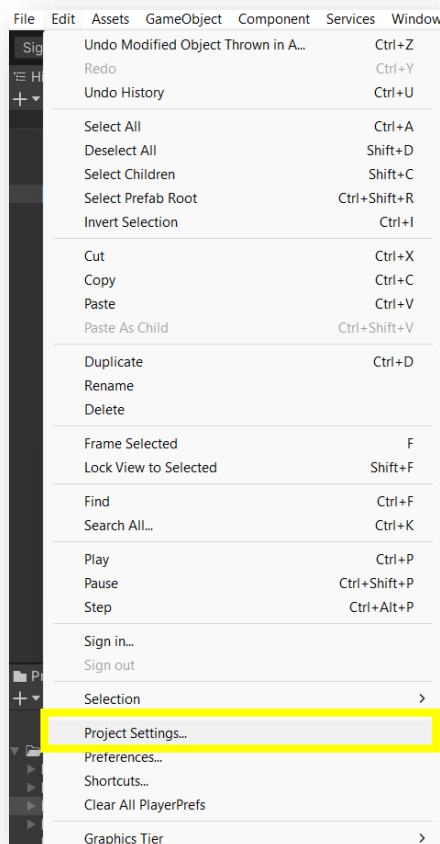 File Edit Assets GameObject Component Services Window
Sig
Undo Modified Object Thrown in A... Ctrl+Z
Redo Ctrl+Y
Undo History Ctrl+U
Select All Ctrl+A
Deselect All Shift+D
Select Children Shift+C
Select Prefab Root Ctrl+Shift+R
Invert Selection Ctrl+I
Cut Ctrl+X
Copy Ctrl+C
Paste Ctrl+V
Paste As Child Ctrl+Shift+V
Duplicate Ctrl+D
Rename
Delete
Frame Selected F
Lock View to Selected Shift+F
Find Ctrl+F
Search All... Ctrl+K
Play Ctrl+P
Pause Ctrl+Shift+P
Step Ctrl+Alt+P
Sign in...
Sign out
Selection >
Project Settings...
Preferences...
Shortcuts...
Clear All PlayerPrefs
Graphics Tier >